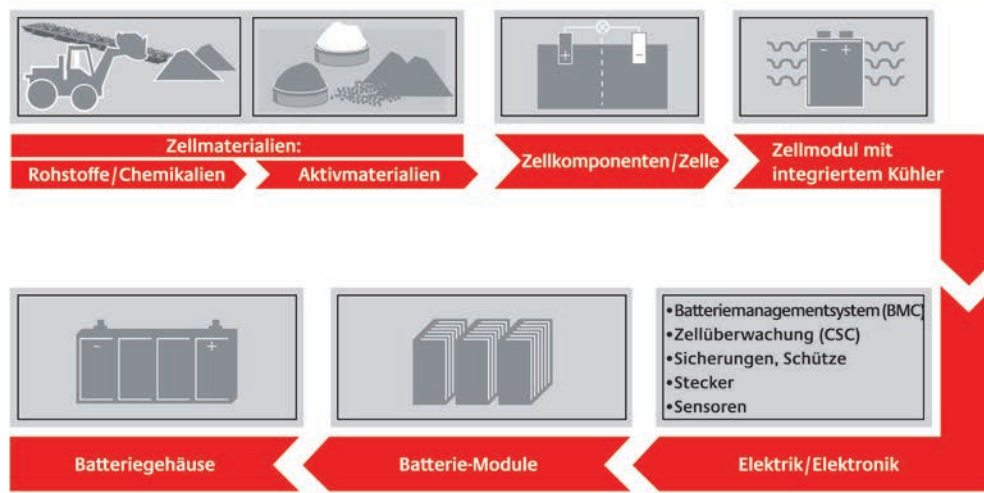 Zellmaterialien:
Rohstoffe/Chemikalien
Aktivmaterialien
+
-
Zellkomponenten/Zelle
- +
Zellmodul mit
integriertem Kühler
•Batteriemanagementsystem (BMC)
•Zellüberwachung (CSC)
•Sicherungen, Schütze
•Stecker
•Sensoren
Elektrik/Elektronik
Batterie-Module
- +
Batteriegehäuse